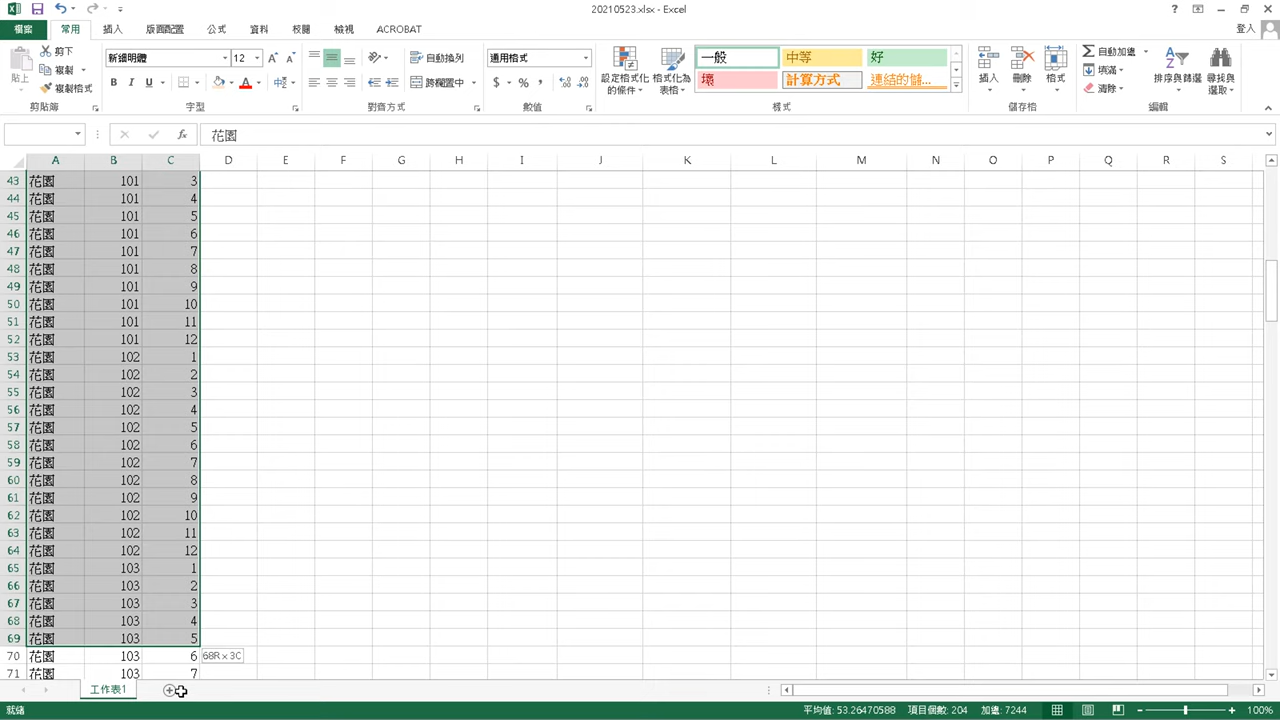 20210523.xlsx - Excel
檔案 常用 插入 版面配置 公式 資料 校閱 檢視 ACROBAT 登入
貼上 剪下 複製 複製格式 剪貼簿
新細明體 12 B I U A 字型
自動換列 跨欄置中 對齊方式
通用格式 $ % , 數值
設定格式化的條件 格式化為表格 一般 中等 好 壞 計算方式 連結的儲... 樣式
插入 刪除 格式 儲存格
自動加總 填滿 清除 排序與篩選 尋找與選取 編輯
fx 花園
A B C D E F G H I J K L M N O P Q R S
43 花園 101 3
44 花園 101 4
45 花園 101 5
46 花園 101 6
47 花園 101 7
48 花園 101 8
49 花園 101 9
50 花園 101 10
51 花園 101 11
52 花園 101 12
53 花園 102 1
54 花園 102 2
55 花園 102 3
56 花園 102 4
57 花園 102 5
58 花園 102 6
59 花園 102 7
60 花園 102 8
61 花園 102 9
62 花園 102 10
63 花園 102 11
64 花園 102 12
65 花園 103 1
66 花園 103 2
67 花園 103 3
68 花園 103 4
69 花園 103 5
70 花園 103 6 68R x 3C
71 花園 103 7
工作表1
就緒 平均值: 53.26470588 項目個數: 204 加總: 7244 100%